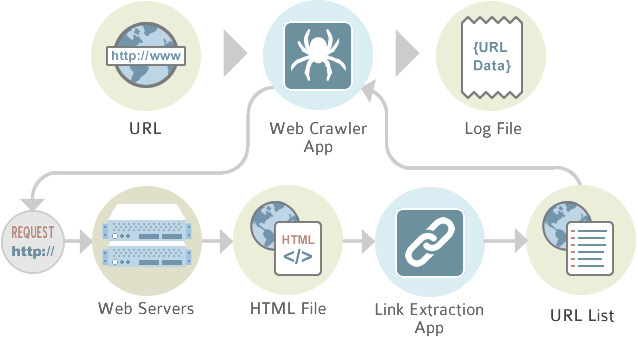 http://www
{URL
Data}
URL
Web Crawler
App
Log File
REQUEST
http://
HTML
</>
Web Servers
HTML File
Link Extraction
App
URL List